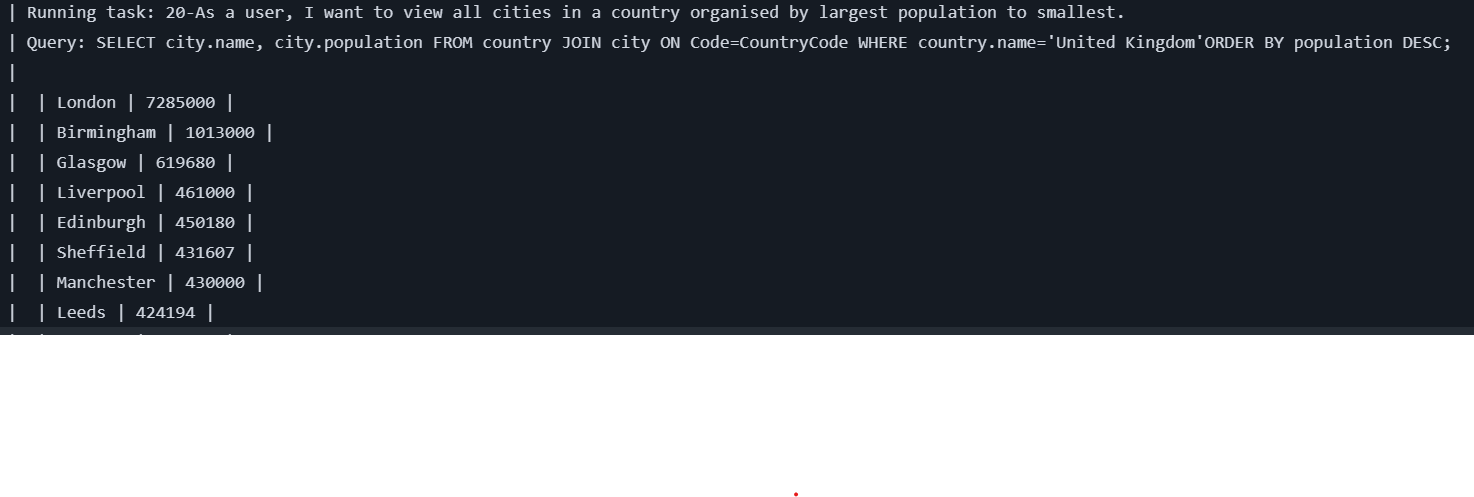 | Running task: 20-As a user, I want to view all cities in a country organised by largest population to smallest.
| Query: SELECT city.name, city.population FROM country JOIN city ON Code=CountryCode WHERE country.name='United Kingdom'ORDER BY population DESC;
|
| | London | 7285000 |
| | Birmingham | 1013000 |
| | Glasgow | 619680 |
| | Liverpool | 461000 |
| | Edinburgh | 450180 |
| | Sheffield | 431607 |
| | Manchester | 430000 |
| | Leeds | 424194 |